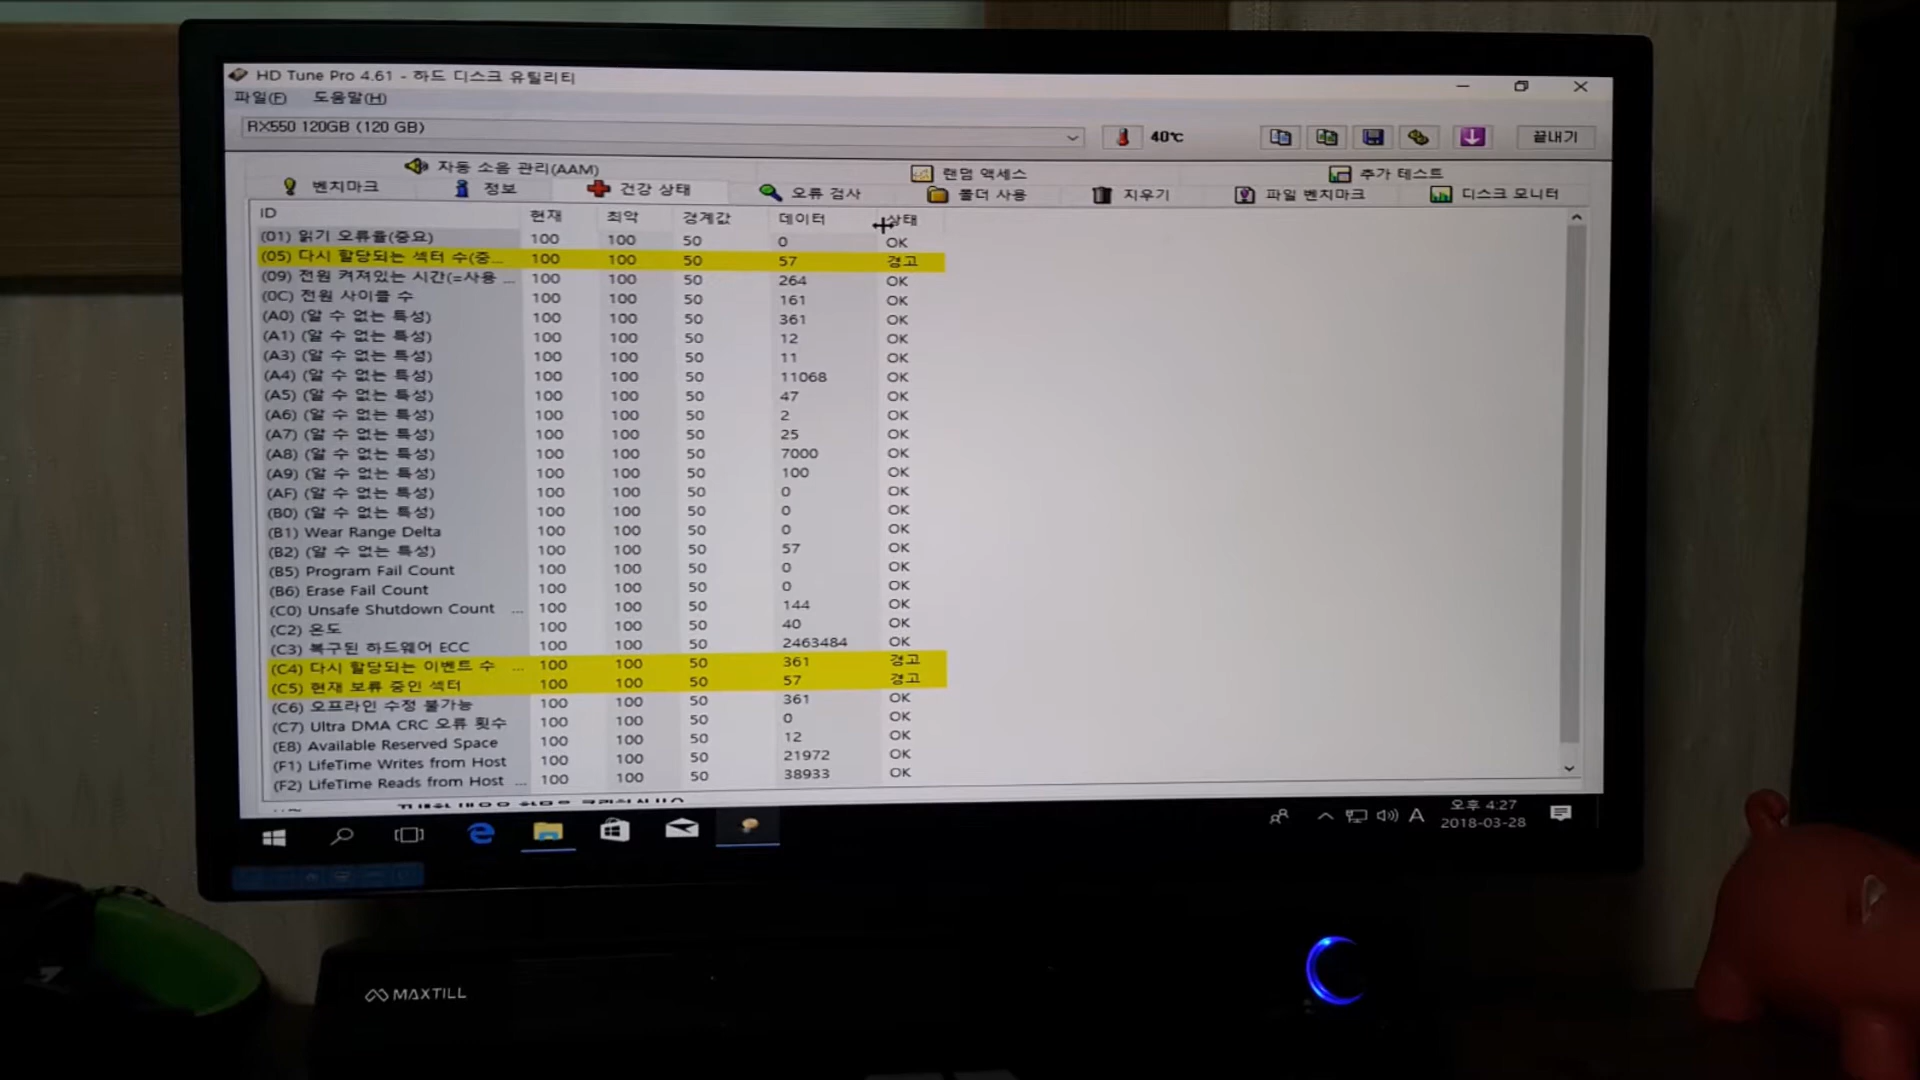 HD Tune Pro 4.61 - 하드 디스크 유틸리티
파일(F) 도움말(H)
RX550 120GB (120 GB) 40℃ 끝내기
자동 소음 관리(AAM) 랜덤 액세스 추가 테스트
벤치마크 정보 건강 상태 오류 검사 폴더 사용 지우기 파일 벤치마크 디스크 모니터
ID 현재 최악 경계값 데이터 상태
(01) 읽기 오류율(중요) 100 100 50 0 OK
(05) 다시 할당되는 섹터 수(중... 100 100 50 57 경고
(09) 전원 켜져있는 시간(=사용 ... 100 100 50 264 OK
(0C) 전원 사이클 수 100 100 50 161 OK
(A0) (알 수 없는 특성) 100 100 50 361 OK
(A1) (알 수 없는 특성) 100 100 50 12 OK
(A3) (알 수 없는 특성) 100 100 50 11 OK
(A4) (알 수 없는 특성) 100 100 50 11068 OK
(A5) (알 수 없는 특성) 100 100 50 47 OK
(A6) (알 수 없는 특성) 100 100 50 2 OK
(A7) (알 수 없는 특성) 100 100 50 25 OK
(A8) (알 수 없는 특성) 100 100 50 7000 OK
(A9) (알 수 없는 특성) 100 100 50 100 OK
(AF) (알 수 없는 특성) 100 100 50 0 OK
(B0) (알 수 없는 특성) 100 100 50 0 OK
(B1) Wear Range Delta 100 100 50 0 OK
(B2) (알 수 없는 특성) 100 100 50 57 OK
(B5) Program Fail Count 100 100 50 0 OK
(B6) Erase Fail Count 100 100 50 0 OK
(C0) Unsafe Shutdown Count ... 100 100 50 144 OK
(C2) 온도 100 100 50 40 OK
(C3) 복구된 하드웨어 ECC 100 100 50 2463484 OK
(C4) 다시 할당되는 이벤트 수 ... 100 100 50 361 경고
(C5) 현재 보류 중인 섹터 100 100 50 57 경고
(C6) 오프라인 수정 불가능 100 100 50 361 OK
(C7) Ultra DMA CRC 오류 횟수 100 100 50 0 OK
(E8) Available Reserved Space 100 100 50 12 OK
(F1) LifeTime Writes from Host 100 100 50 21972 OK
(F2) LifeTime Reads from Host ... 100 100 50 38933 OK
A 오후 4:27
2018-03-28
MAXTILL